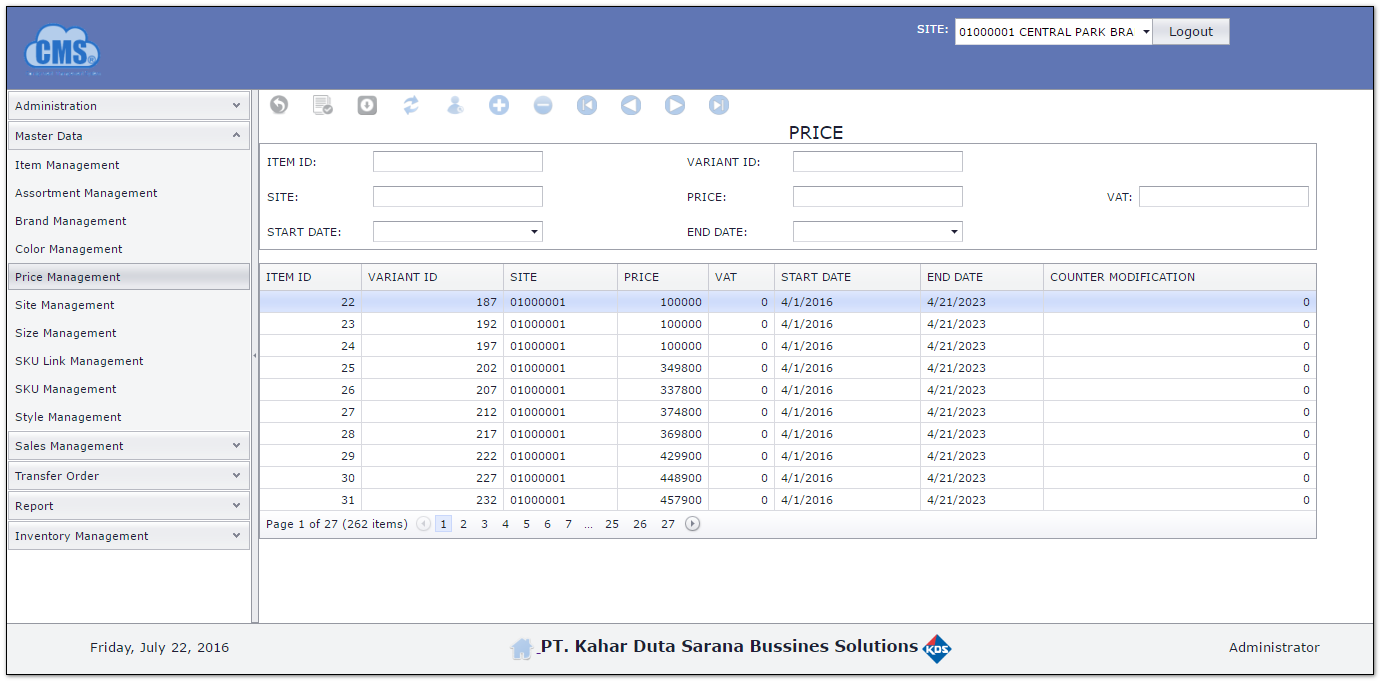 CMS®
SITE: 01000001 CENTRAL PARK BRA Logout
Administration
Master Data
Item Management
Assortment Management
Brand Management
Color Management
Price Management
Site Management
Size Management
SKU Link Management
SKU Management
Style Management
Sales Management
Transfer Order
Report
Inventory Management
PRICE
ITEM ID: VARIANT ID:
SITE: PRICE: VAT:
START DATE: END DATE:
ITEM ID VARIANT ID SITE PRICE VAT START DATE END DATE COUNTER MODIFICATION
22 187 01000001 100000 0 4/1/2016 4/21/2023 0
23 192 01000001 100000 0 4/1/2016 4/21/2023 0
24 197 01000001 100000 0 4/1/2016 4/21/2023 0
25 202 01000001 349800 0 4/1/2016 4/21/2023 0
26 207 01000001 337800 0 4/1/2016 4/21/2023 0
27 212 01000001 374800 0 4/1/2016 4/21/2023 0
28 217 01000001 369800 0 4/1/2016 4/21/2023 0
29 222 01000001 429900 0 4/1/2016 4/21/2023 0
30 227 01000001 448900 0 4/1/2016 4/21/2023 0
31 232 01000001 457900 0 4/1/2016 4/21/2023 0
Page 1 of 27 (262 items) 1 2 3 4 5 6 7 ... 25 26 27
Friday, July 22, 2016 PT. Kahar Duta Sarana Bussines Solutions KDS Administrator